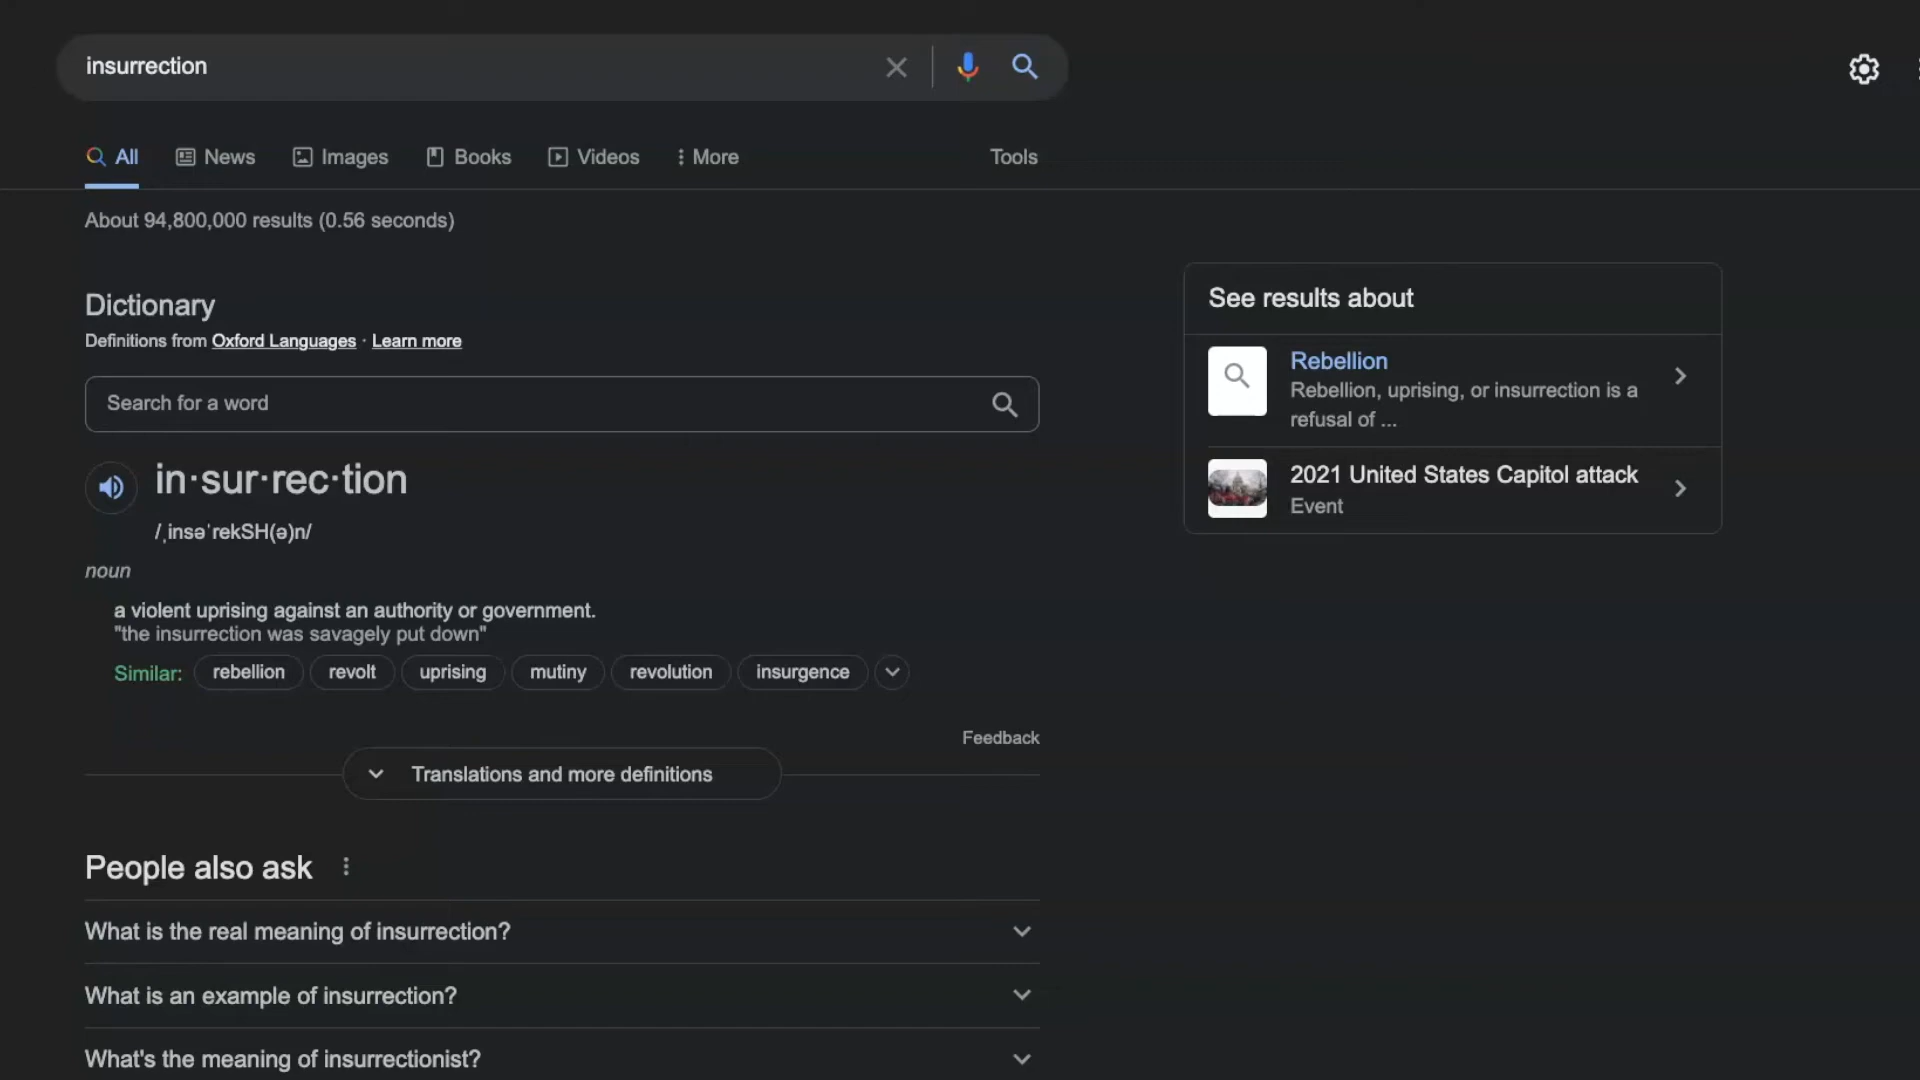 insurrection
All News Images Books Videos More Tools
About 94,800,000 results (0.56 seconds)
Dictionary
Definitions from Oxford Languages · Learn more
Search for a word
in·sur·rec·tion
/ˌinsəˈrekSH(ə)n/
noun
a violent uprising against an authority or government.
"the insurrection was savagely put down"
Similar: rebellion revolt uprising mutiny revolution insurgence
Feedback
Translations and more definitions
People also ask
What is the real meaning of insurrection?
What is an example of insurrection?
What's the meaning of insurrectionist?
See results about
Rebellion
Rebellion, uprising, or insurrection is a
refusal of ...
2021 United States Capitol attack
Event